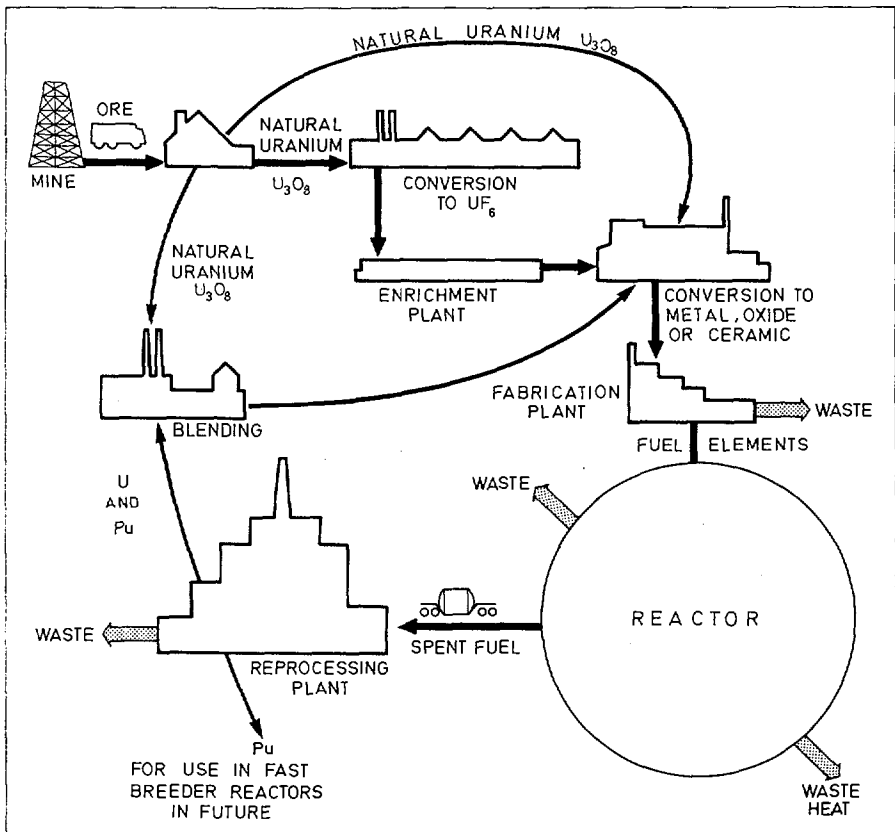 NATURAL URANIUM U₃O₈
ORE
MINE
NATURAL
URANIUM
U₃O₈
CONVERSION
TO UF₆
NATURAL
URANIUM
U₃O₈
ENRICHMENT
PLANT
CONVERSION TO
METAL, OXIDE
OR CERAMIC
BLENDING
FABRICATION
PLANT
WASTE
FUEL ELEMENTS
U
AND
Pu
WASTE
REACTOR
WASTE
SPENT FUEL
REPROCESSING
PLANT
Pu
FOR USE IN FAST
BREEDER REACTORS
IN FUTURE
WASTE
HEAT